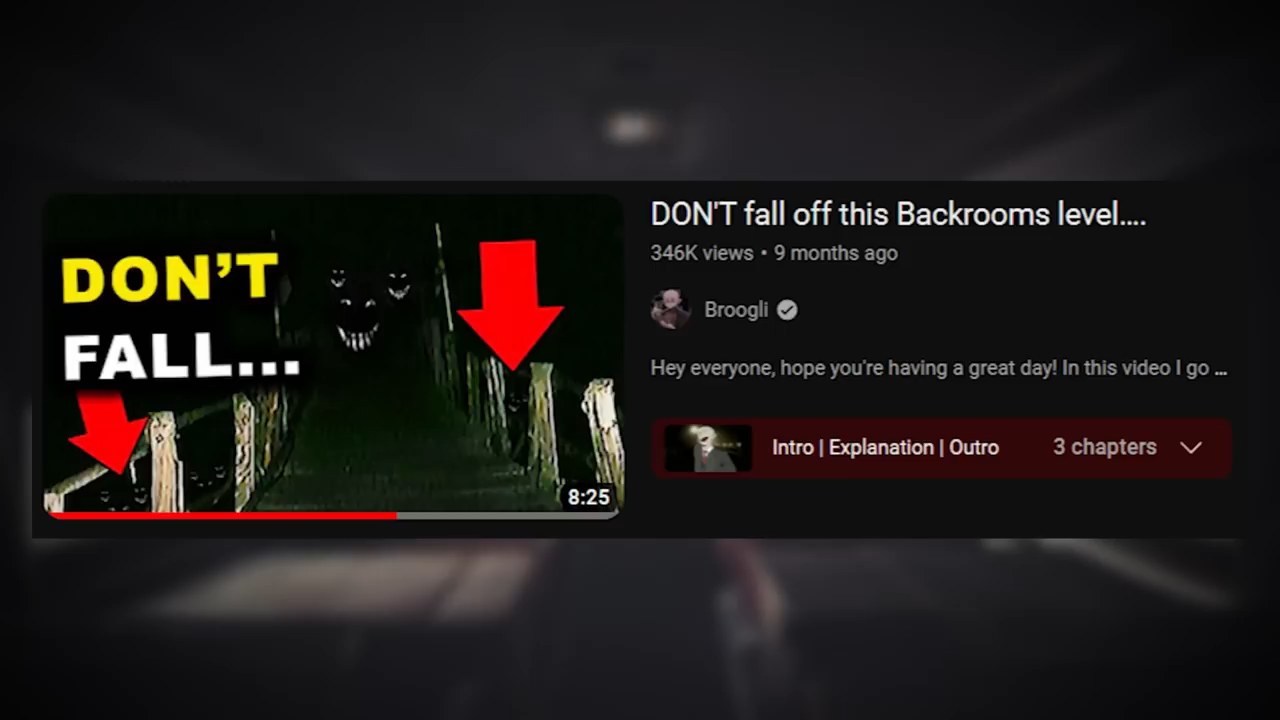 DON'T fall off this Backrooms level....
346K views • 9 months ago
DON’T
FALL...
Broogli
Hey everyone, hope you're having a great day! In this video I go ...
Intro | Explanation | Outro
3 chapters
8:25